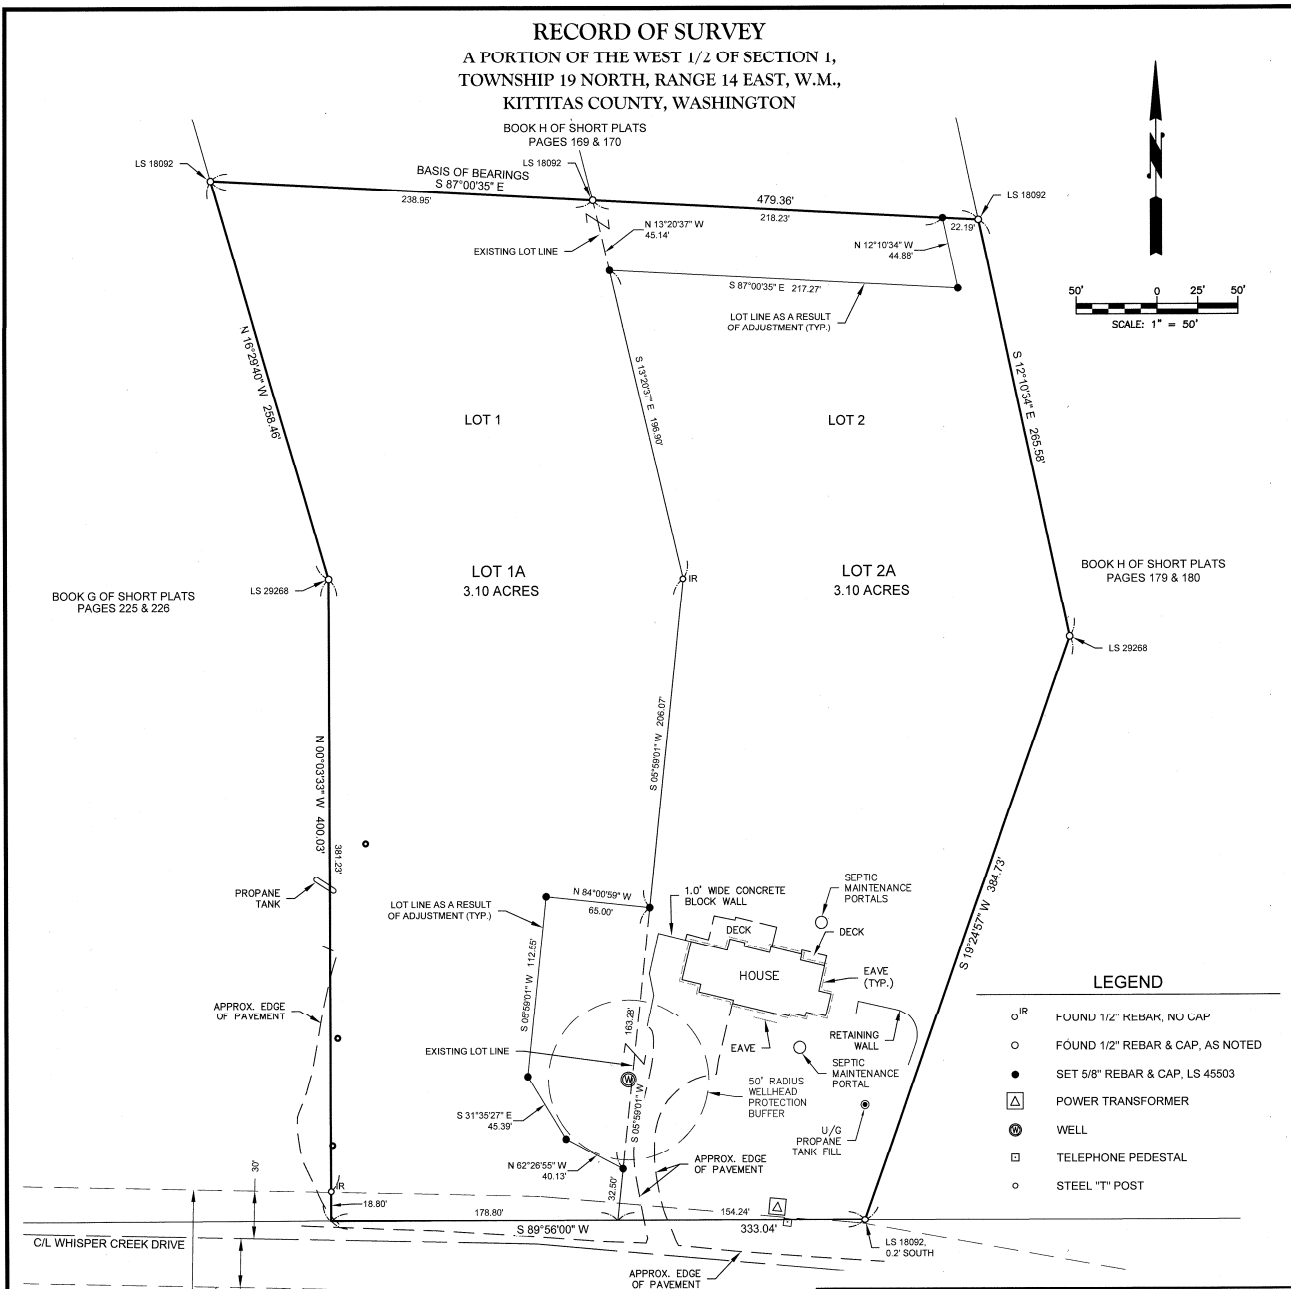 RECORD OF SURVEY
A PORTION OF THE WEST 1/2 OF SECTION 1,
TOWNSHIP 19 NORTH, RANGE 14 EAST, W.M.,
KITTITAS COUNTY, WASHINGTON
BOOK H OF SHORT PLATS
PAGES 169 & 170
LS 18092
LS 18092
BASIS OF BEARINGS
S 87°00'35" E
238.95'
479.36'
218.23'
22.19'
LS 18092
N
EXISTING LOT LINE
N 13°20'37" W
45.14'
N 12°10'34" W
44.88'
S 87°00'35" E 217.27'
LOT LINE AS A RESULT
OF ADJUSTMENT (TYP.)
50' 0 25' 50'
SCALE: 1" = 50'
N 16°29'40" W 258.46'
S 13°20'37" E 196.90'
S 12°10'34" E 265.58'
LOT 1
LOT 2
LOT 1A
3.10 ACRES
LOT 2A
3.10 ACRES
IR
BOOK G OF SHORT PLATS
PAGES 225 & 226
LS 29268
BOOK H OF SHORT PLATS
PAGES 179 & 180
LS 29268
N 00°03'33" W 400.03'
381.23'
S 05°59'01" W 206.07'
S 19°24'57" W 384.73'
PROPANE
TANK
LOT LINE AS A RESULT
OF ADJUSTMENT (TYP.)
N 84°00'59" W
65.00'
1.0' WIDE CONCRETE
BLOCK WALL
SEPTIC
MAINTENANCE
PORTALS
DECK
DECK
HOUSE
EAVE
(TYP.)
S 05°59'01" W 112.55'
163.28'
APPROX. EDGE
OF PAVEMENT
EXISTING LOT LINE
W
S 05°59'01" W
EAVE
RETAINING
WALL
SEPTIC
MAINTENANCE
PORTAL
50' RADIUS
WELLHEAD
PROTECTION
BUFFER
U/G
PROPANE
TANK FILL
S 31°35'27" E
45.39'
N 62°26'55" W
40.13'
APPROX. EDGE
OF PAVEMENT
30'
IR
18.80'
178.80'
32.50'
154.24'
S 89°56'00" W
333.04'
C/L WHISPER CREEK DRIVE
LS 18092,
0.2' SOUTH
APPROX. EDGE
OF PAVEMENT
LEGEND
IR FOUND 1/2" REBAR, NO CAP
FOUND 1/2" REBAR & CAP, AS NOTED
SET 5/8" REBAR & CAP, LS 45503
POWER TRANSFORMER
W WELL
TELEPHONE PEDESTAL
STEEL "T" POST